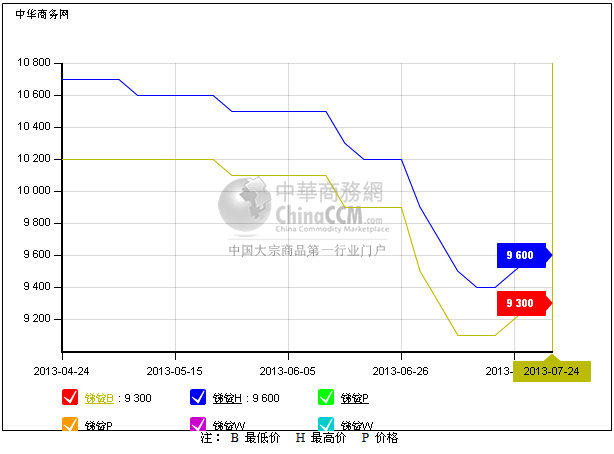 中华商务网
10 800
10 600
10 400
10 200
10 000
9 800
9 600
9 400
9 200
中華商務網
ChinaCCM.com
China Commodity Marketplace
中国大宗商品第一行业门户
9 600
9 300
2013-04-24
2013-05-15
2013-06-05
2013-06-26
2013-07-24
锑锭B : 9 300
锑锭H : 9 600
锑锭P
锑锭P
锑锭W
锑锭W
注： B 最低价 H 最高价 P 价格